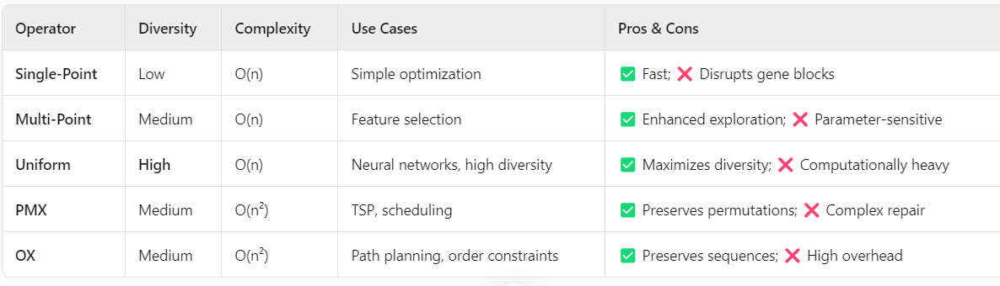 Operator Diversity Complexity Use Cases Pros & Cons
Single-Point Low O(n) Simple optimization ✅ Fast; ❌ Disrupts gene blocks
Multi-Point Medium O(n) Feature selection ✅ Enhanced exploration; ❌ Parameter-sensitive
Uniform High O(n) Neural networks, high diversity ✅ Maximizes diversity; ❌ Computationally heavy
PMX Medium O(n²) TSP, scheduling ✅ Preserves permutations; ❌ Complex repair
OX Medium O(n²) Path planning, order constraints ✅ Preserves sequences; ❌ High overhead